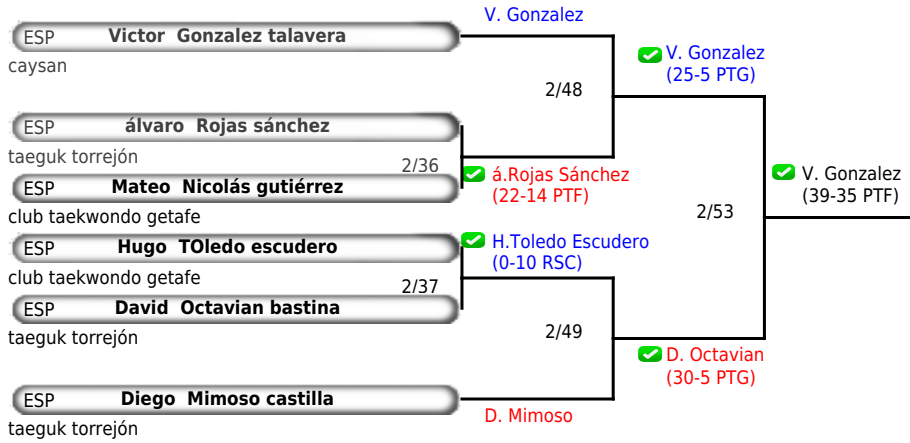 V. Gonzalez
ESP Victor Gonzalez talavera
caysan
V. Gonzalez
(25-5 PTG)
2/48
ESP álvaro Rojas sánchez
taeguk torrejón
2/36
á.Rojas Sánchez
(22-14 PTF)
V. Gonzalez
(39-35 PTF)
ESP Mateo Nicolás gutiérrez
club taekwondo getafe
2/53
ESP Hugo TOledo escudero
H.Toledo Escudero
(0-10 RSC)
club taekwondo getafe
2/37
ESP David Octavian bastina
taeguk torrejón
2/49
D. Octavian
(30-5 PTG)
ESP Diego Mimoso castilla
D. Mimoso
taeguk torrejón